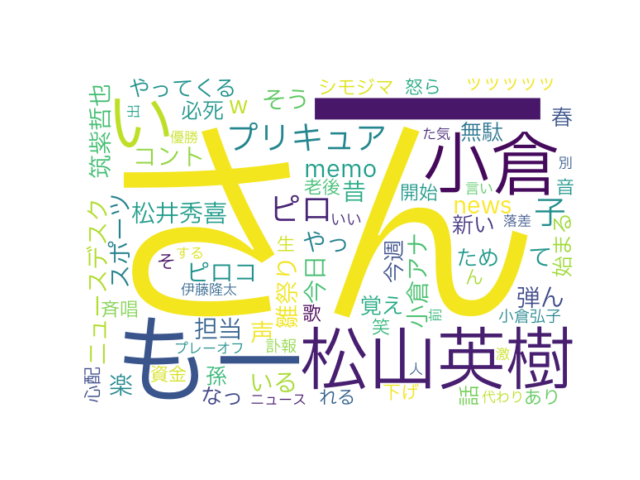 やってくる
シモジマ
怒ら
ッッッッッ
筑紫哲也
出
い
必死
w
そう
ー
春
優勝
コント
プリキュア
小倉
た気
無駄
別
さん
memo
老後
昔
開始
言い
音
ニュースデスク
スポーツ
松井秀喜
ピロ
いい
news
子
新い
落差
始まる
そ
する
生
やっ
今週
小倉アナ
ため
て
ピロコ
雛祭り
今日
ん
伊藤隆太
弾ん
斉唱
担当
声
歌
覚え
前
小倉弘子
もー
プレーオフ
訃報
笑
松山英樹
激
心配
楽
資金
孫
いる
人
下げ
話
代わり
あり
なっ
ニュース
れる